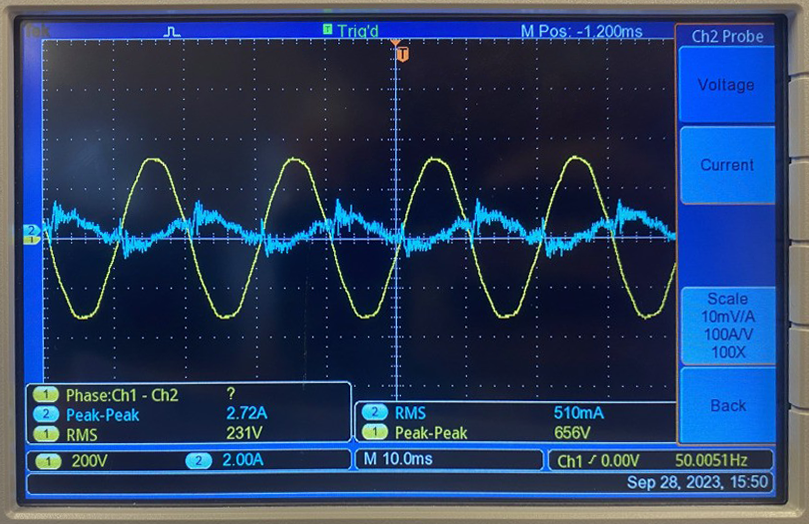 Tek Trig'd M Pos: -1.200ms Ch2 Probe
T
Voltage
Current
2
1
Scale
10mV/A
100A/V
100X
Back
1 Phase:Ch1 - Ch2 ?
2 Peak-Peak 2.72A
1 RMS 231V
2 RMS 510mA
1 Peak-Peak 656V
1 200V 2 2.00A M 10.0ms Ch1 0.00V 50.0051Hz
Sep 28, 2023, 15:50